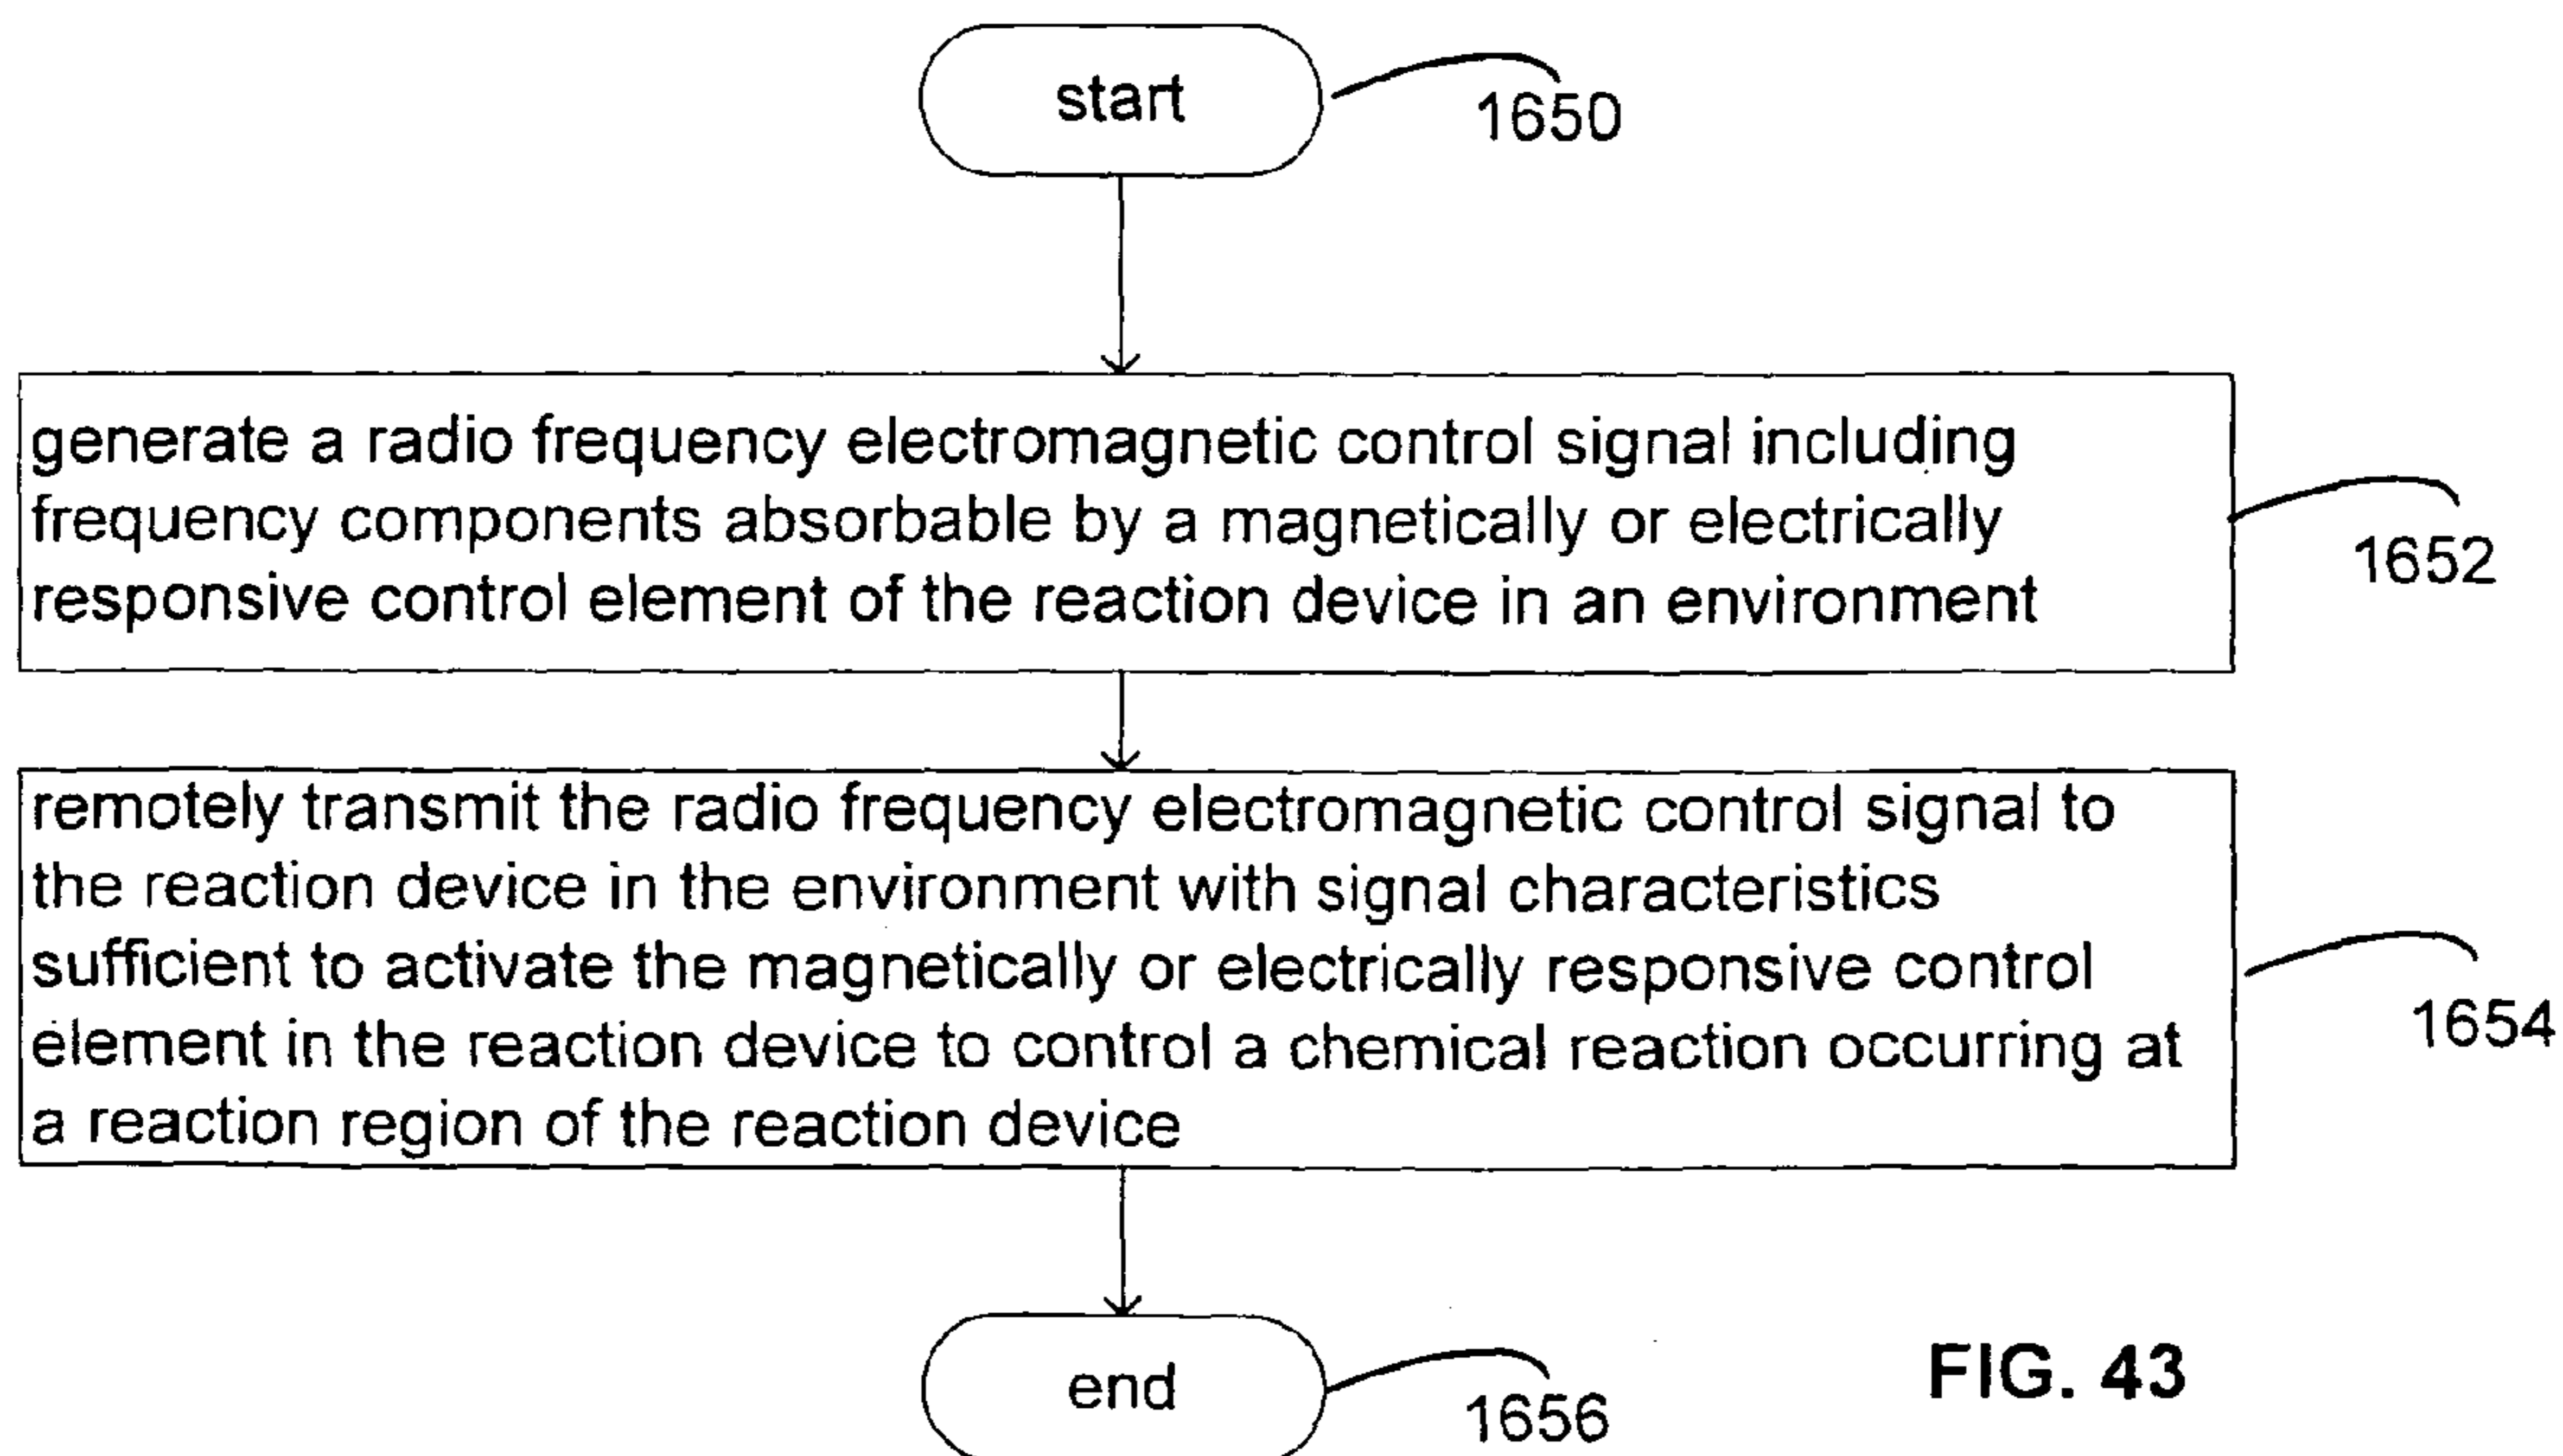 start
1650
generate a radio frequency electromagnetic control signal including
frequency components absorbable by a magnetically or electrically
responsive control element of the reaction device in an environment
1652
remotely transmit the radio frequency electromagnetic control signal to
the reaction device in the environment with signal characteristics
sufficient to activate the magnetically or electrically responsive control
element in the reaction device to control a chemical reaction occurring at
a reaction region of the reaction device
1654
end
1656
FIG. 43